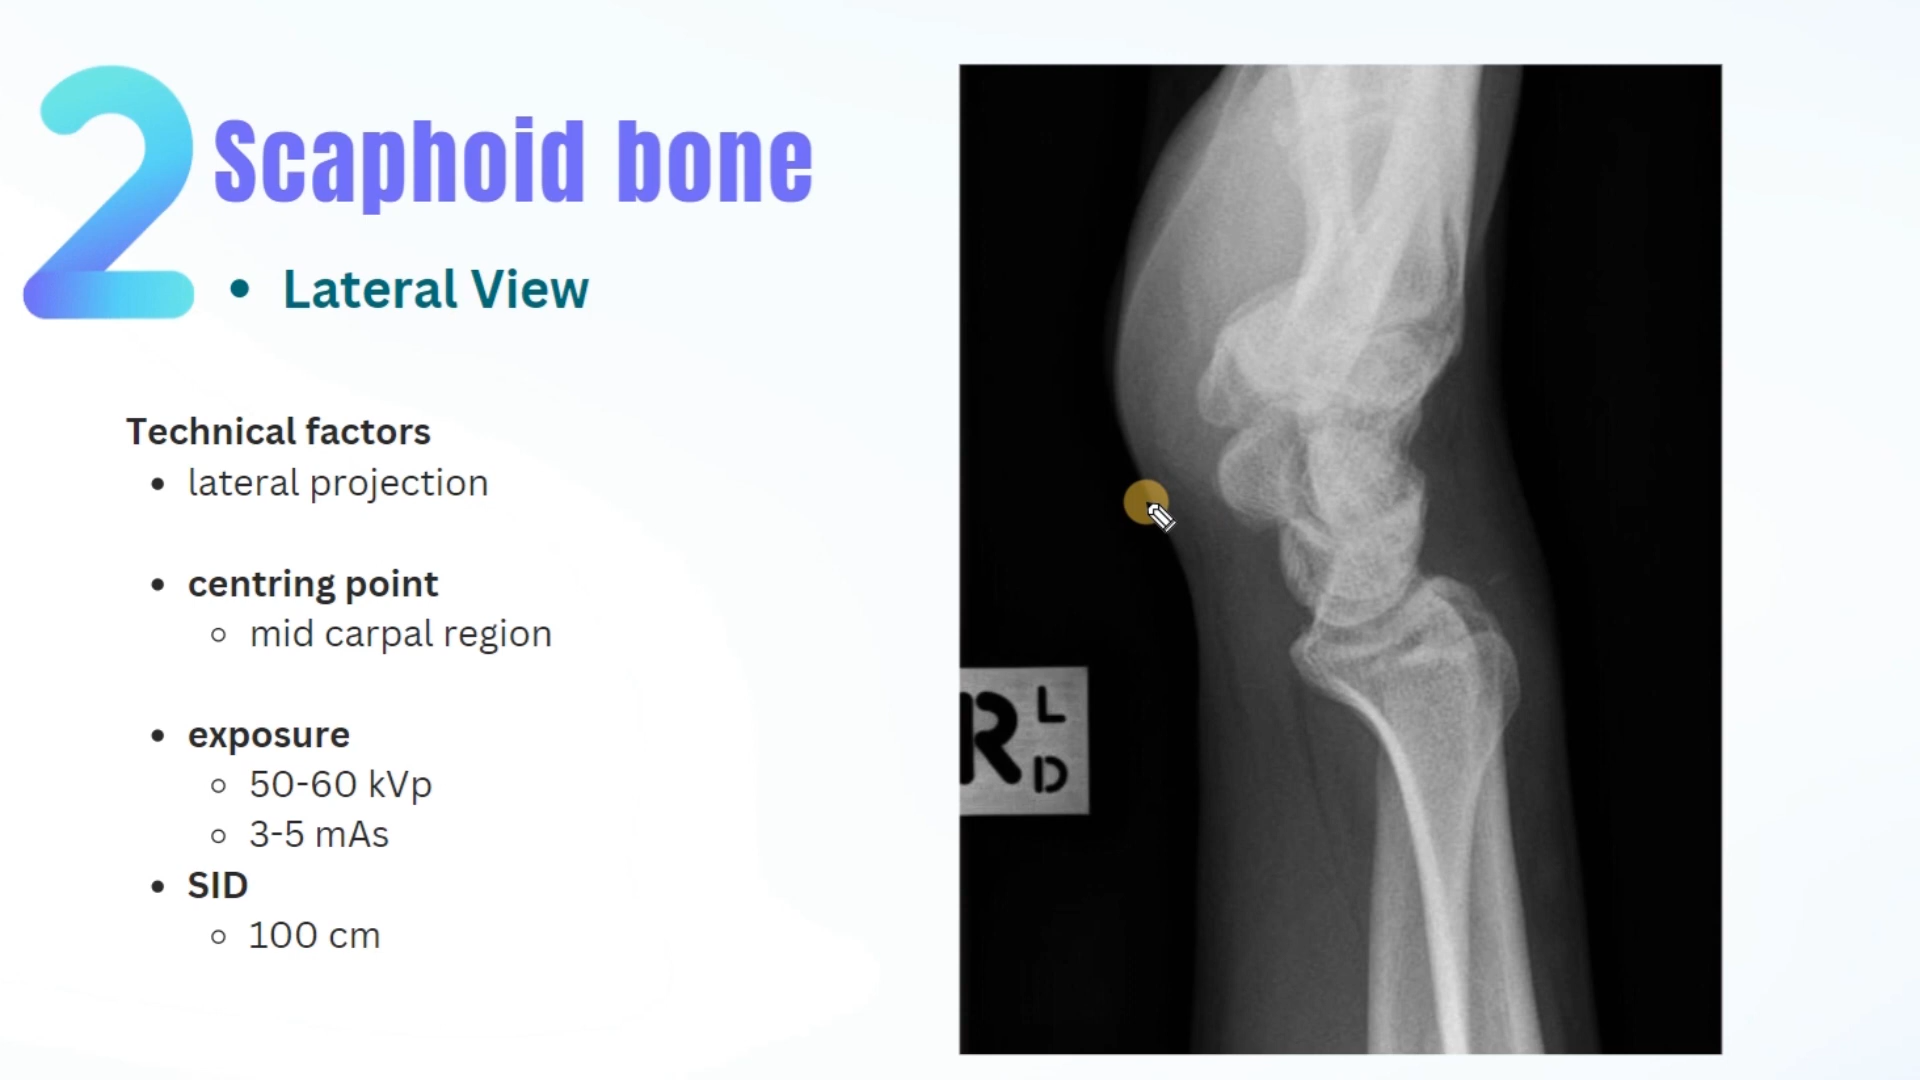 2
Scaphoid bone
• Lateral View
Technical factors
• lateral projection
• centring point
◦ mid carpal region
• exposure
◦ 50-60 kVp
◦ 3-5 mAs
• SID
◦ 100 cm
R L
D